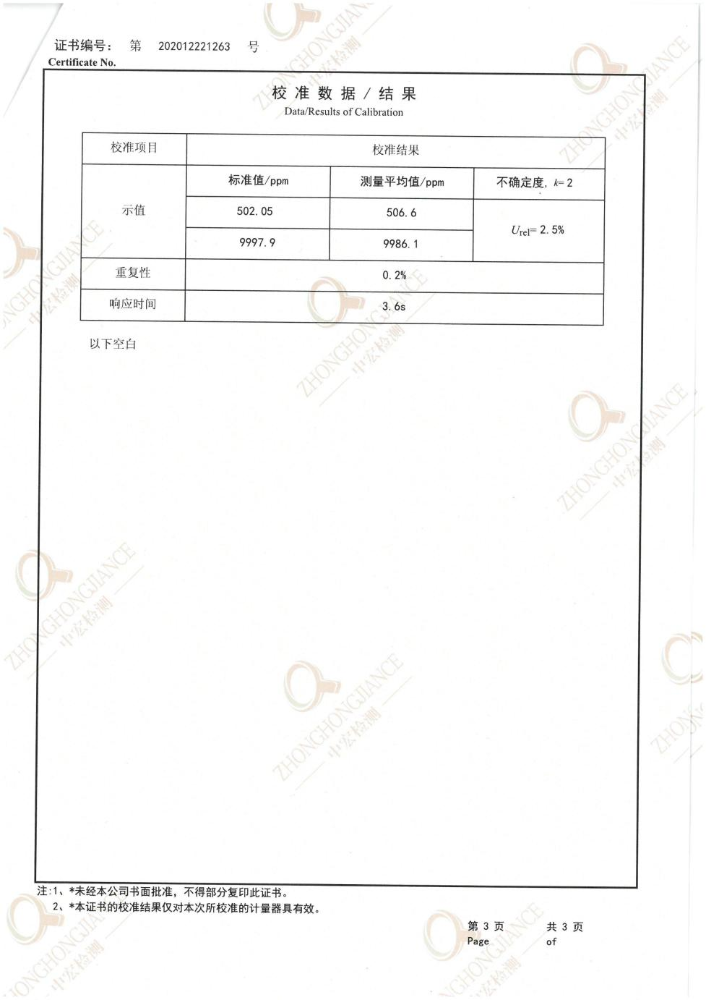 证书编号： 第 202012221263 号
Certificate No.
校 准 数 据 / 结 果
Data/Results of Calibration
校准项目 校准结果
示值 标准值/ppm 测量平均值/ppm 不确定度，k=2
502.05 506.6 Urel=2.5%
9997.9 9986.1
重复性 0.2%
响应时间 3.6s
以下空白
注:1、*未经本公司书面批准，不得部分复印此证书。
2、*本证书的校准结果仅对本次所校准的计量器具有效。
第 3 页 共 3 页
Page of
ZHONGHONGJIANCE
中宏检测